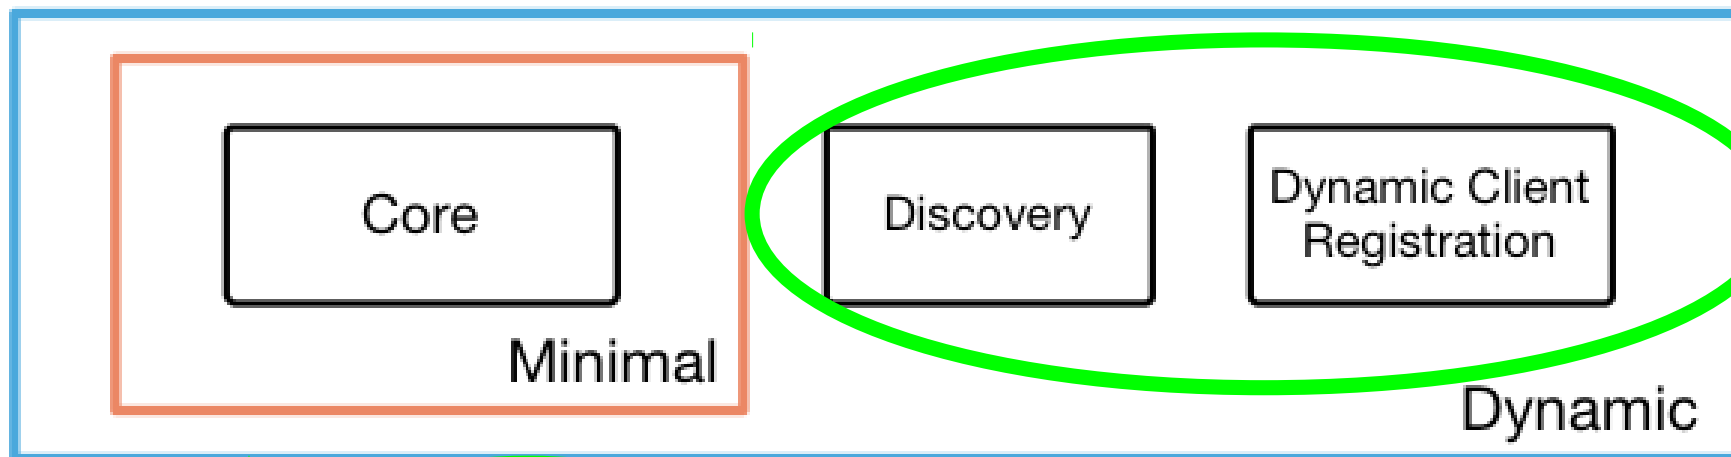 Core
Minimal
Discovery
Dynamic Client
Registration
Dynamic